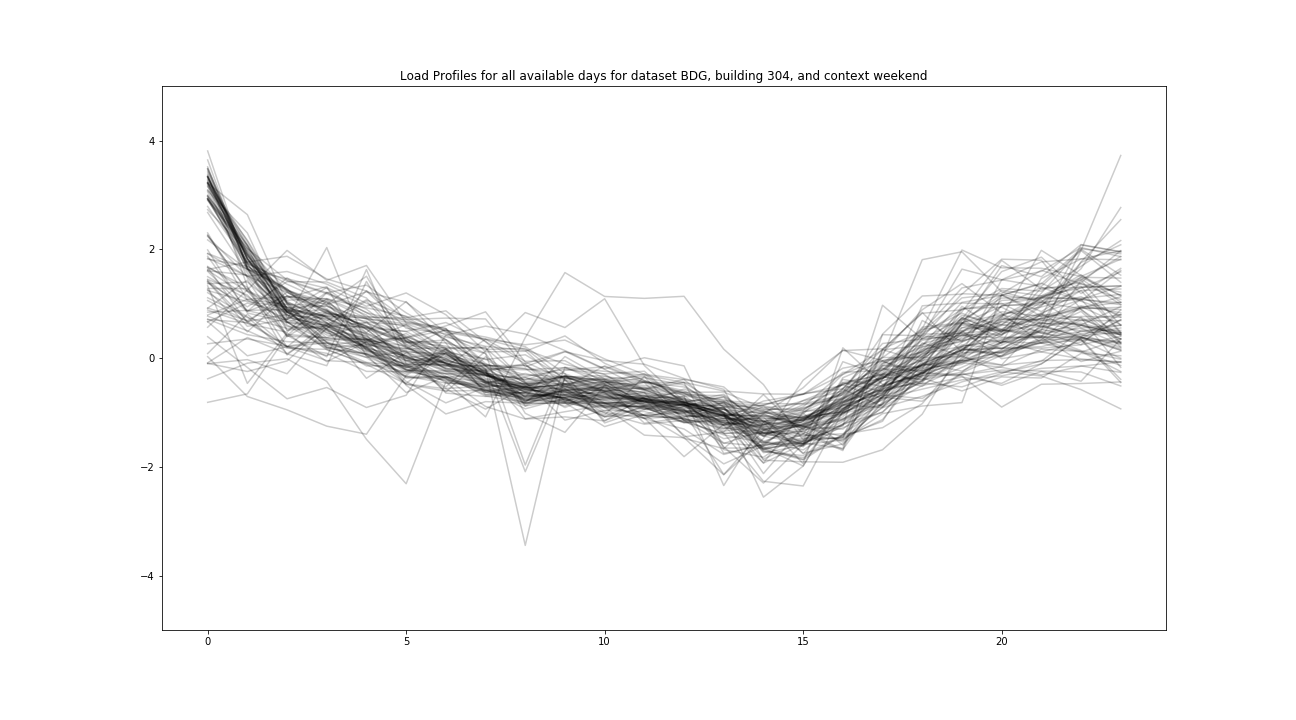 Load Profiles for all available days for dataset BDG, building 304, and context weekend
4
2
0
−2
−4
0 5 10 15 20